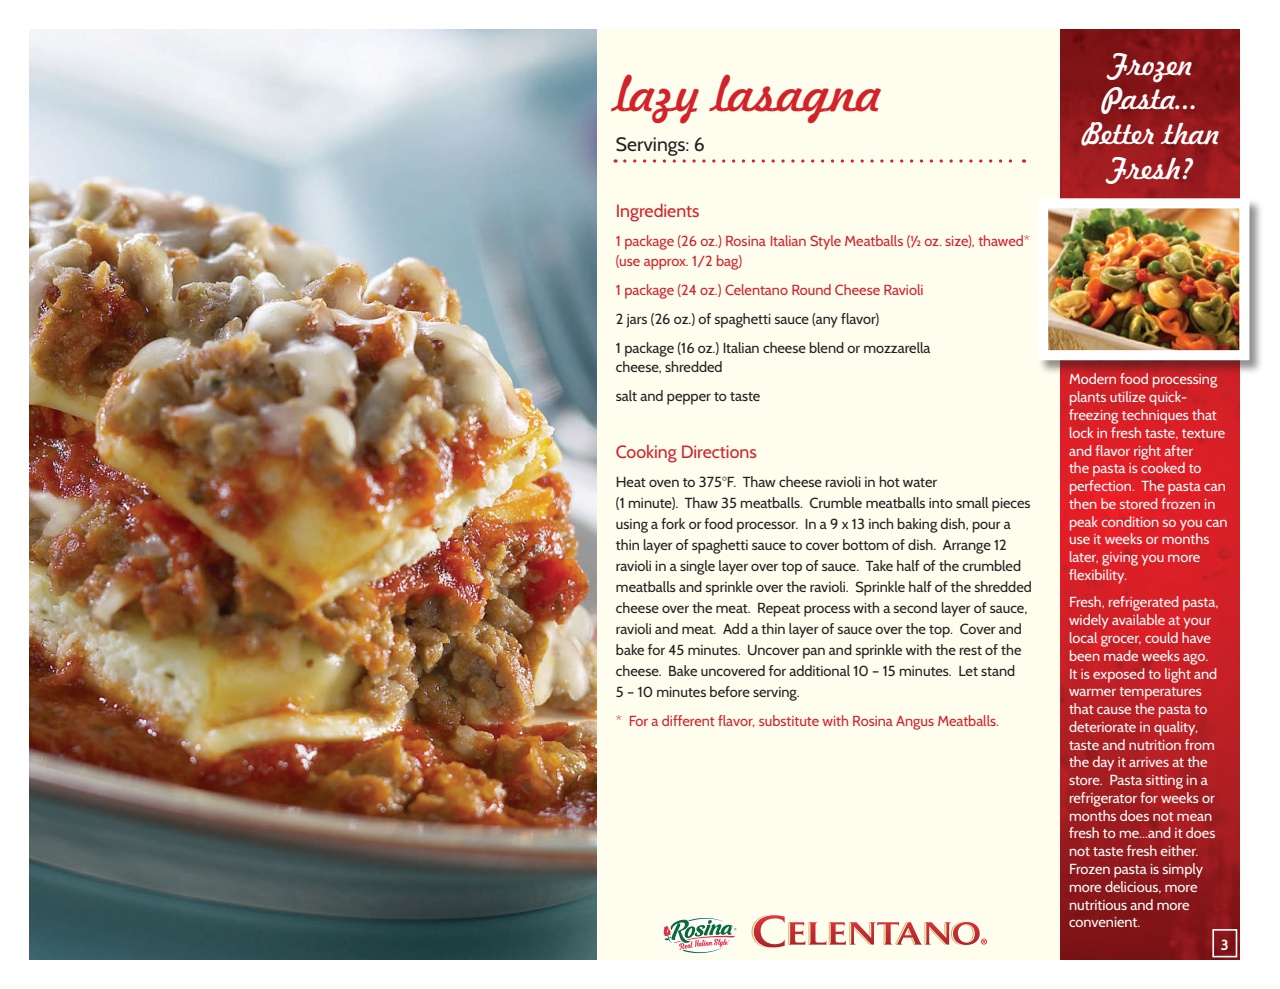 lazy lasagna
Servings: 6
Ingredients
1 package (26 oz.) Rosina Italian Style Meatballs (½ oz. size), thawed*
(use approx. 1/2 bag)
1 package (24 oz.) Celentano Round Cheese Ravioli
2 jars (26 oz.) of spaghetti sauce (any flavor)
1 package (16 oz.) Italian cheese blend or mozzarella
cheese, shredded
salt and pepper to taste
Cooking Directions
Heat oven to 375°F.  Thaw cheese ravioli in hot water
(1 minute).  Thaw 35 meatballs.  Crumble meatballs into small pieces
using a fork or food processor.  In a 9 x 13 inch baking dish, pour a
thin layer of spaghetti sauce to cover bottom of dish.  Arrange 12
ravioli in a single layer over top of sauce.  Take half of the crumbled
meatballs and sprinkle over the ravioli.  Sprinkle half of the shredded
cheese over the meat.  Repeat process with a second layer of sauce,
ravioli and meat.  Add a thin layer of sauce over the top.  Cover and
bake for 45 minutes.  Uncover pan and sprinkle with the rest of the
cheese.  Bake uncovered for additional 10 – 15 minutes.  Let stand
5 – 10 minutes before serving.
* For a different flavor, substitute with Rosina Angus Meatballs.
Rosina
Real Italian Style.
CELENTANO®
Frozen
Pasta...
Better than
Fresh?
Modern food processing
plants utilize quick-
freezing techniques that
lock in fresh taste, texture
and flavor right after
the pasta is cooked to
perfection.  The pasta can
then be stored frozen in
peak condition so you can
use it weeks or months
later, giving you more
flexibility.
Fresh, refrigerated pasta,
widely available at your
local grocer, could have
been made weeks ago.
It is exposed to light and
warmer temperatures
that cause the pasta to
deteriorate in quality,
taste and nutrition from
the day it arrives at the
store.  Pasta sitting in a
refrigerator for weeks or
months does not mean
fresh to me...and it does
not taste fresh either.
Frozen pasta is simply
more delicious, more
nutritious and more
convenient.
3